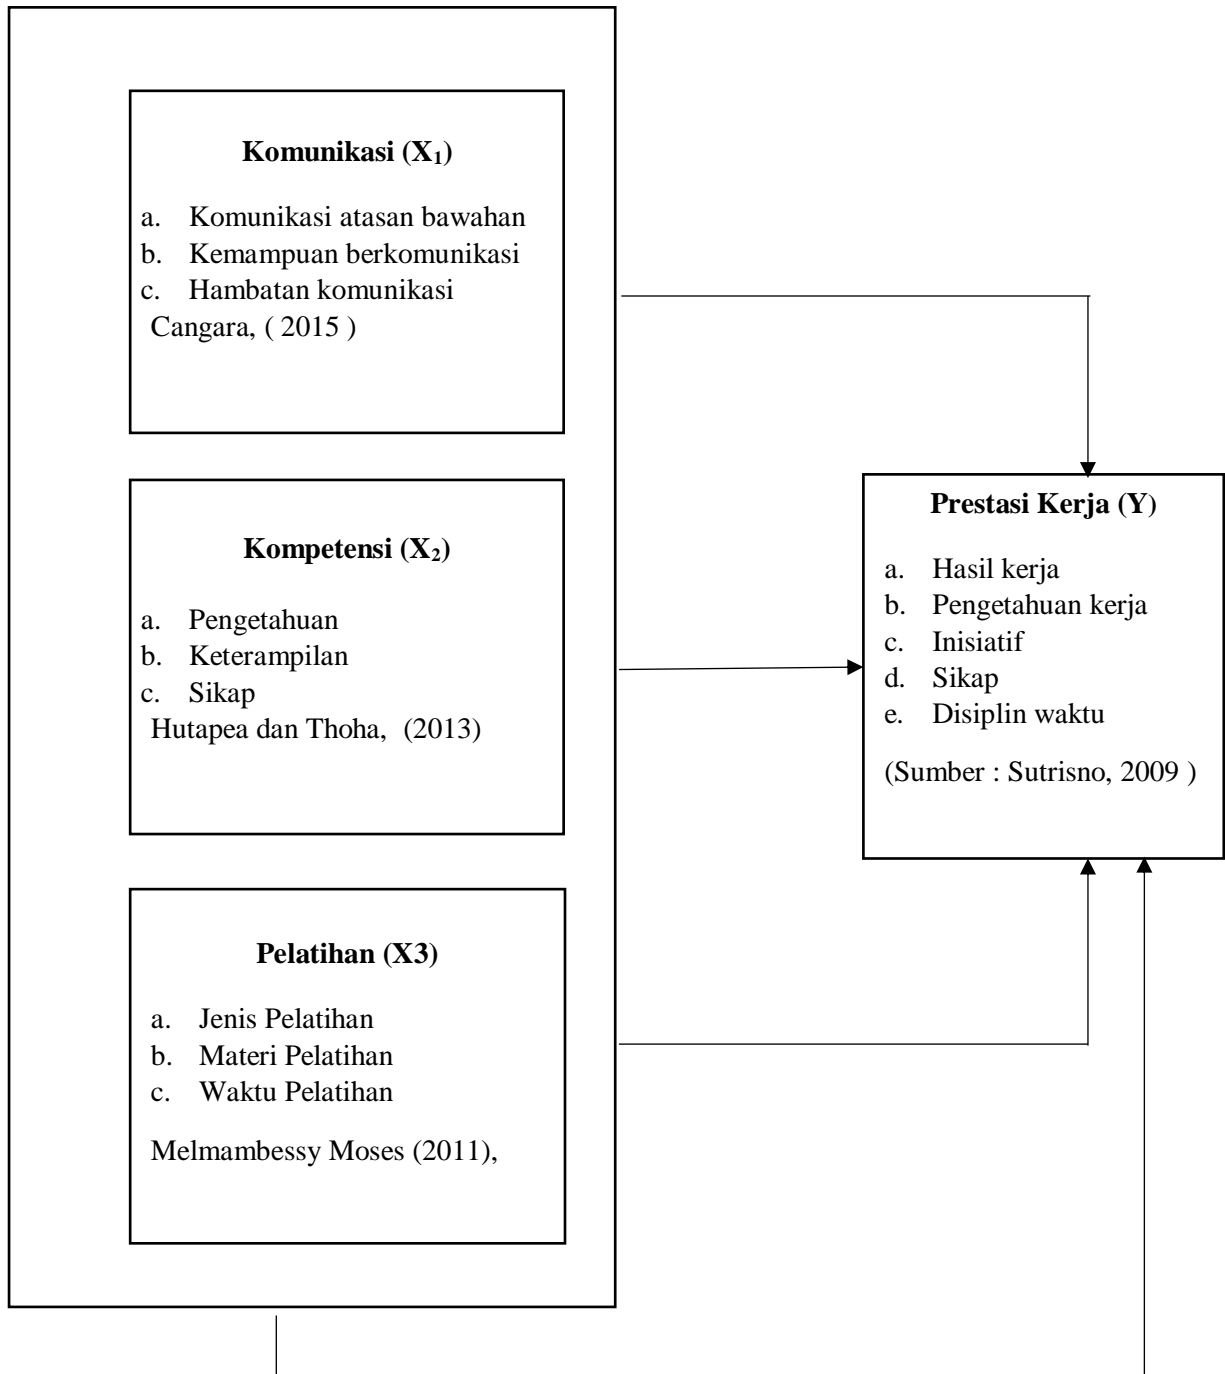 Komunikasi (X₁)
a. Komunikasi atasan bawahan
b. Kemampuan berkomunikasi
c. Hambatan komunikasi
Cangara, ( 2015 )
Kompetensi (X₂)
a. Pengetahuan
b. Keterampilan
c. Sikap
Hutapea dan Thoha, (2013)
Pelatihan (X3)
a. Jenis Pelatihan
b. Materi Pelatihan
c. Waktu Pelatihan
Melmambessy Moses (2011),
Prestasi Kerja (Y)
a. Hasil kerja
b. Pengetahuan kerja
c. Inisiatif
d. Sikap
e. Disiplin waktu
(Sumber : Sutrisno, 2009 )